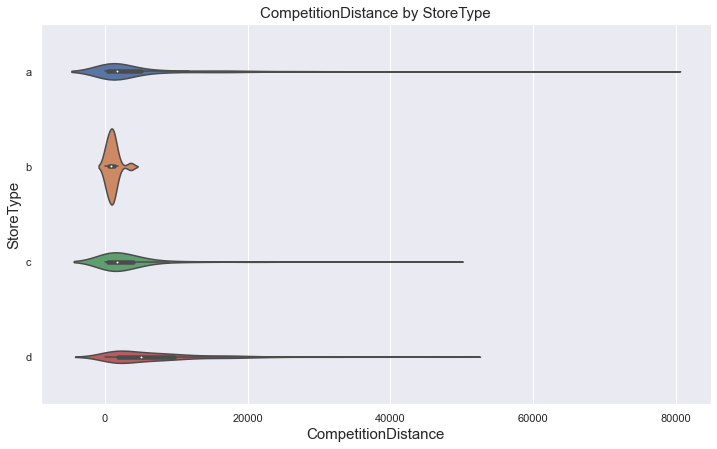 CompetitionDistance by StoreType
StoreType
a
b
c
d
0 20000 40000 60000 80000
CompetitionDistance